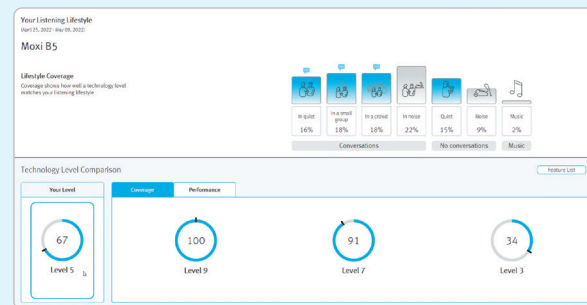 Your Listening Lifestyle
(April 25, 2022 - May 09, 2022)
Moxi B5
Lifestyle Coverage
Coverage shows how well a technology level
matches your listening lifestyle
In quiet
In a small
group
In a crowd
In noise
Quiet
Noise
Music
16%
18%
18%
22%
15%
9%
2%
Conversations
No conversations
Music
Technology Level Comparison
Feature List
Your Level
Coverage
Performance
67
Level 5
100
Level 9
91
Level 7
34
Level 3